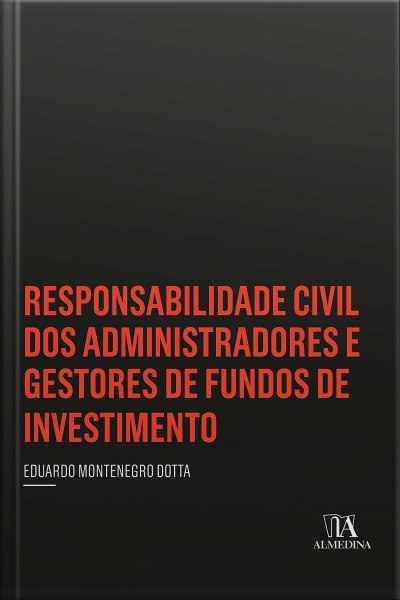 RESPONSABILIDADE CIVIL
DOS ADMINISTRADORES E
GESTORES DE FUNDOS DE
INVESTIMENTO
EDUARDO MONTENEGRO DOTTA
ALMEDINA